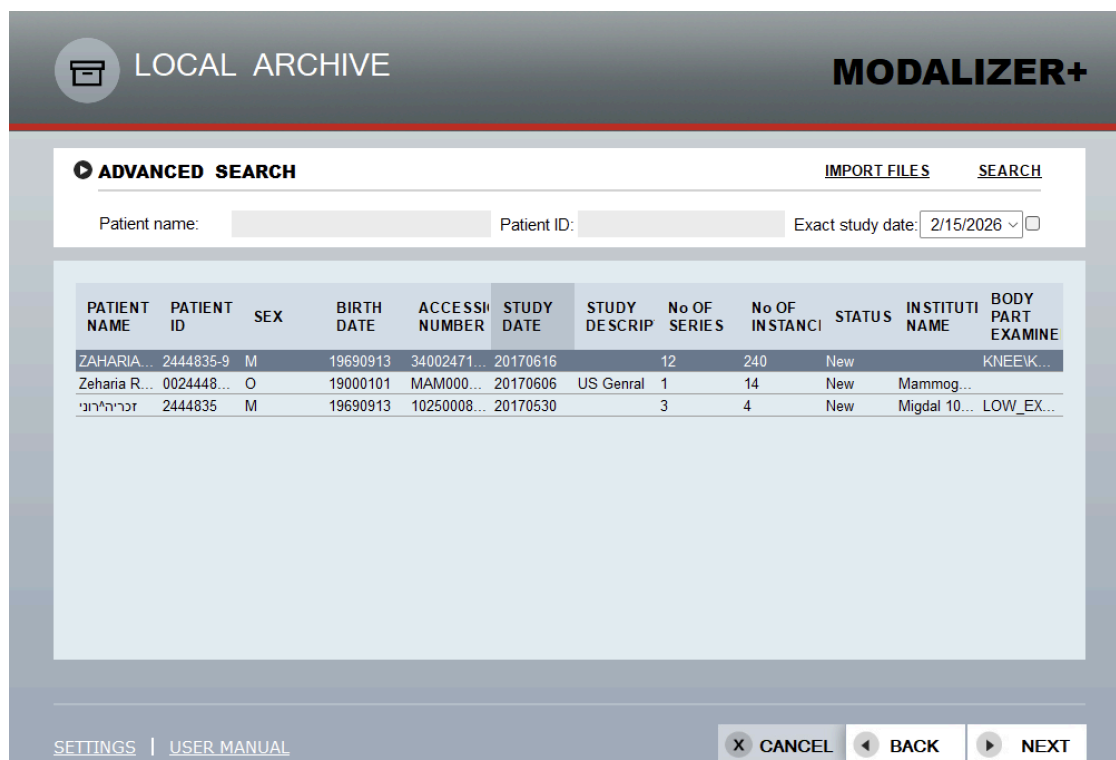 LOCAL ARCHIVE
MODALIZER+
ADVANCED SEARCH IMPORT FILES SEARCH
Patient name: Patient ID: Exact study date: 2/15/2026
PATIENT NAME PATIENT ID SEX BIRTH DATE ACCESSI NUMBER STUDY DATE STUDY DESCRIP No OF SERIES No OF INSTANCI STATUS INSTITUTI NAME BODY PART EXAMINE
ZAHARIA... 2444835-9 M 19690913 34002471... 20170616 12 240 New KNEE\K...
Zeharia R... 0024448... O 19000101 MAM000... 20170606 US Genral 1 14 New Mammog...
זכריה^רוני 2444835 M 19690913 10250008... 20170530 3 4 New Migdal 10... LOW_EX...
SETTINGS | USER MANUAL X CANCEL BACK NEXT